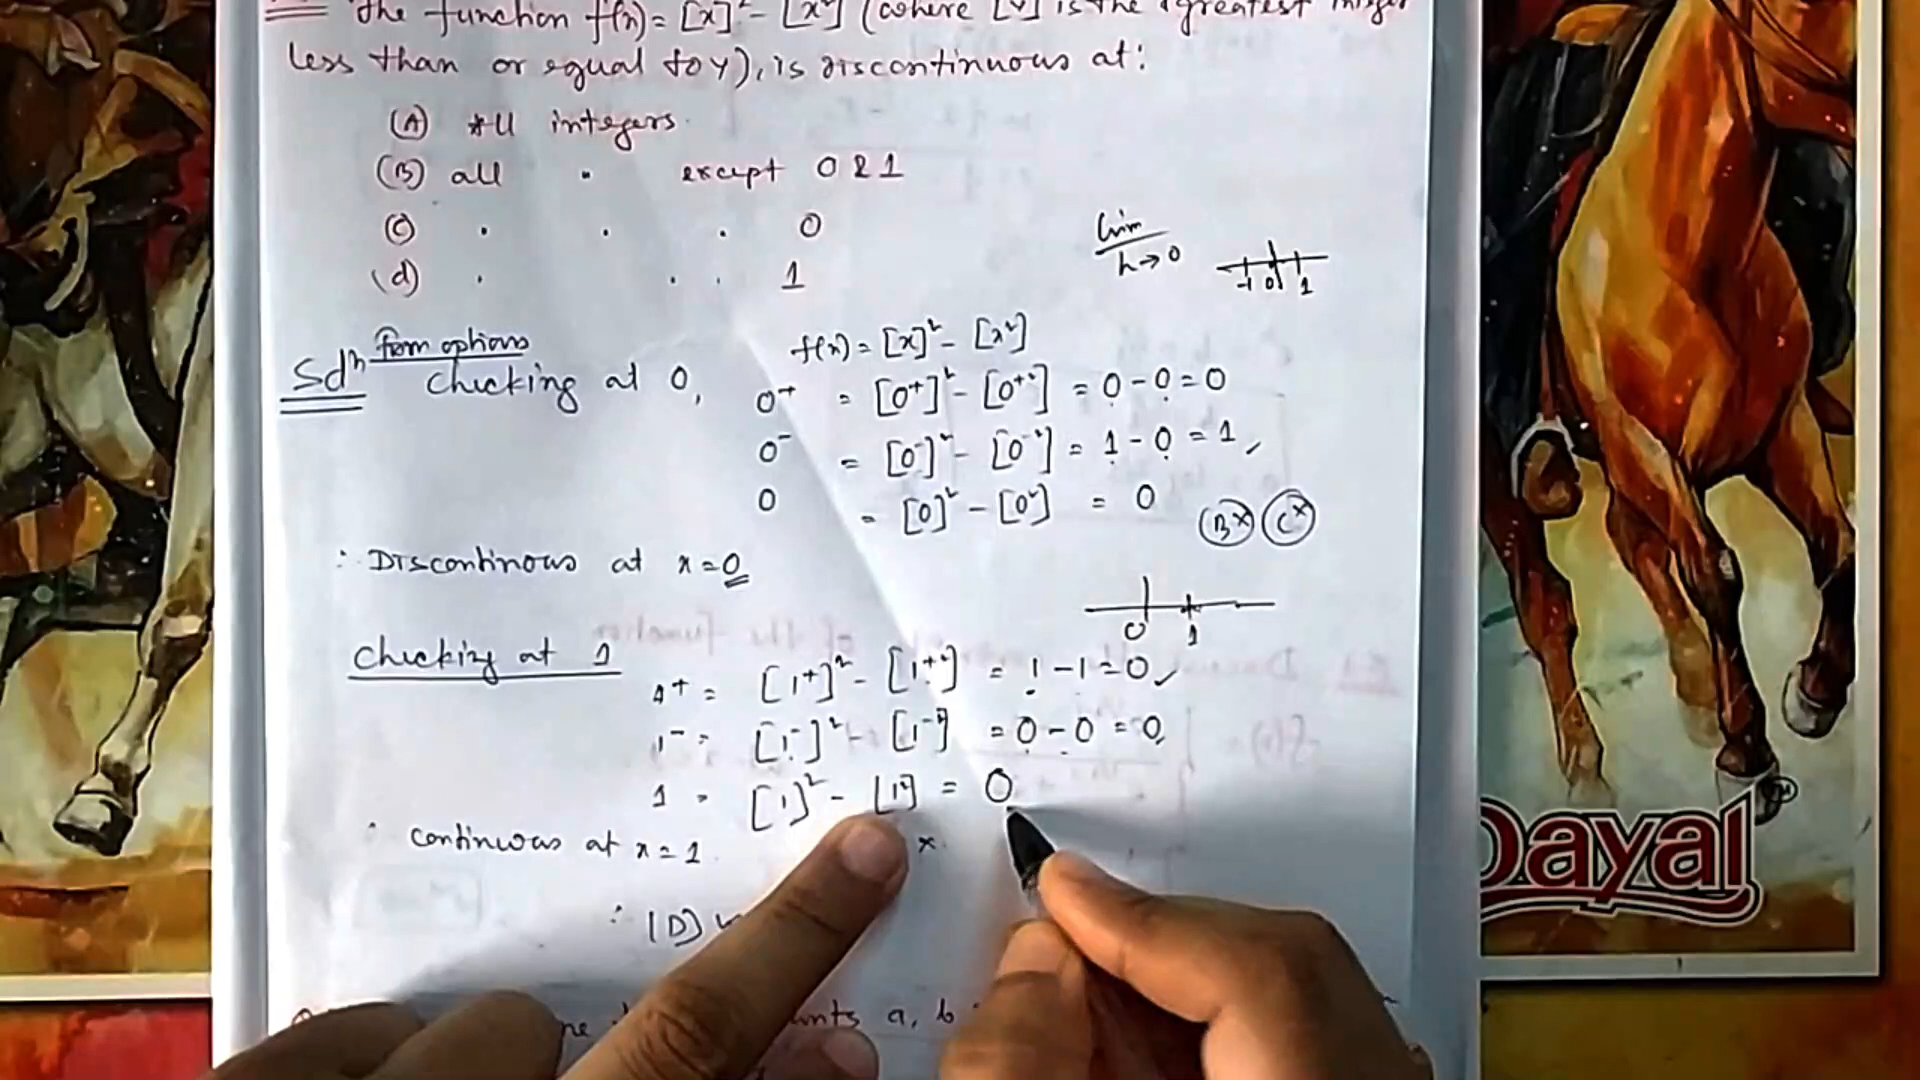 The function f(x) = [x]² - [x²] (where [y] is the greatest integer
less than or equal to y), is discontinuous at:
(A) All integers.
(B) all " except 0 & 1
(C) . . . 0
(d) . . . 1
Lim
h→0
-1 0 1
Solⁿ from options
checking at 0,
f(x) = [x]² - [x²]
0⁺ = [0⁺]² - [0⁺²] = 0 - 0 = 0
0⁻ = [0⁻]² - [0⁻²] = 1 - 0 = 1
0 = [0]² - [0²] = 0
(B×) (C×)
∴ Discontinous at x = 0
0 1
Checking at 1
1⁺ = [1⁺]² - [1⁺²] = 1 - 1 = 0
1⁻ = [1⁻]² - [1⁻²] = 0 - 0 = 0
1 = [1]² - [1²] = 0
∴ continuous at x = 1
∴ (D)
a, b
Dayal